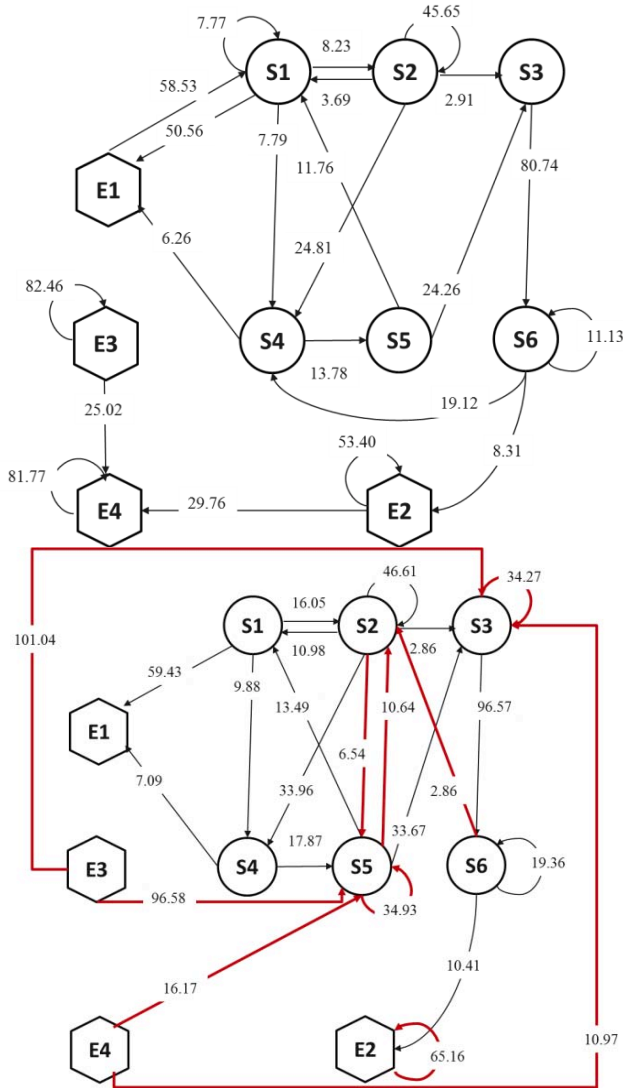 7.77
45.65
8.23
S1
S2
S3
58.53
3.69
2.91
50.56
7.79
11.76
80.74
E1
6.26
24.81
82.46
24.26
E3
S4
S5
S6
11.13
13.78
25.02
19.12
53.40
8.31
81.77
E4
29.76
E2
46.61
34.27
16.05
S1
S2
S3
101.04
10.98
2.86
59.43
9.88
13.49
10.64
96.57
E1
6.54
7.09
33.96
2.86
33.67
17.87
E3
S4
S5
S6
19.36
96.58
34.93
10.41
16.17
E4
E2
65.16
10.97